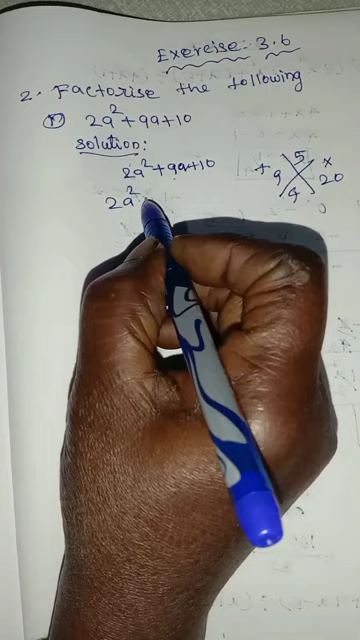 Exercise: 3.6
2. Factorise the following
2a²+9a+10
Solution:
2a²+9a+10
+ 5 ×
9 20
4
2a²